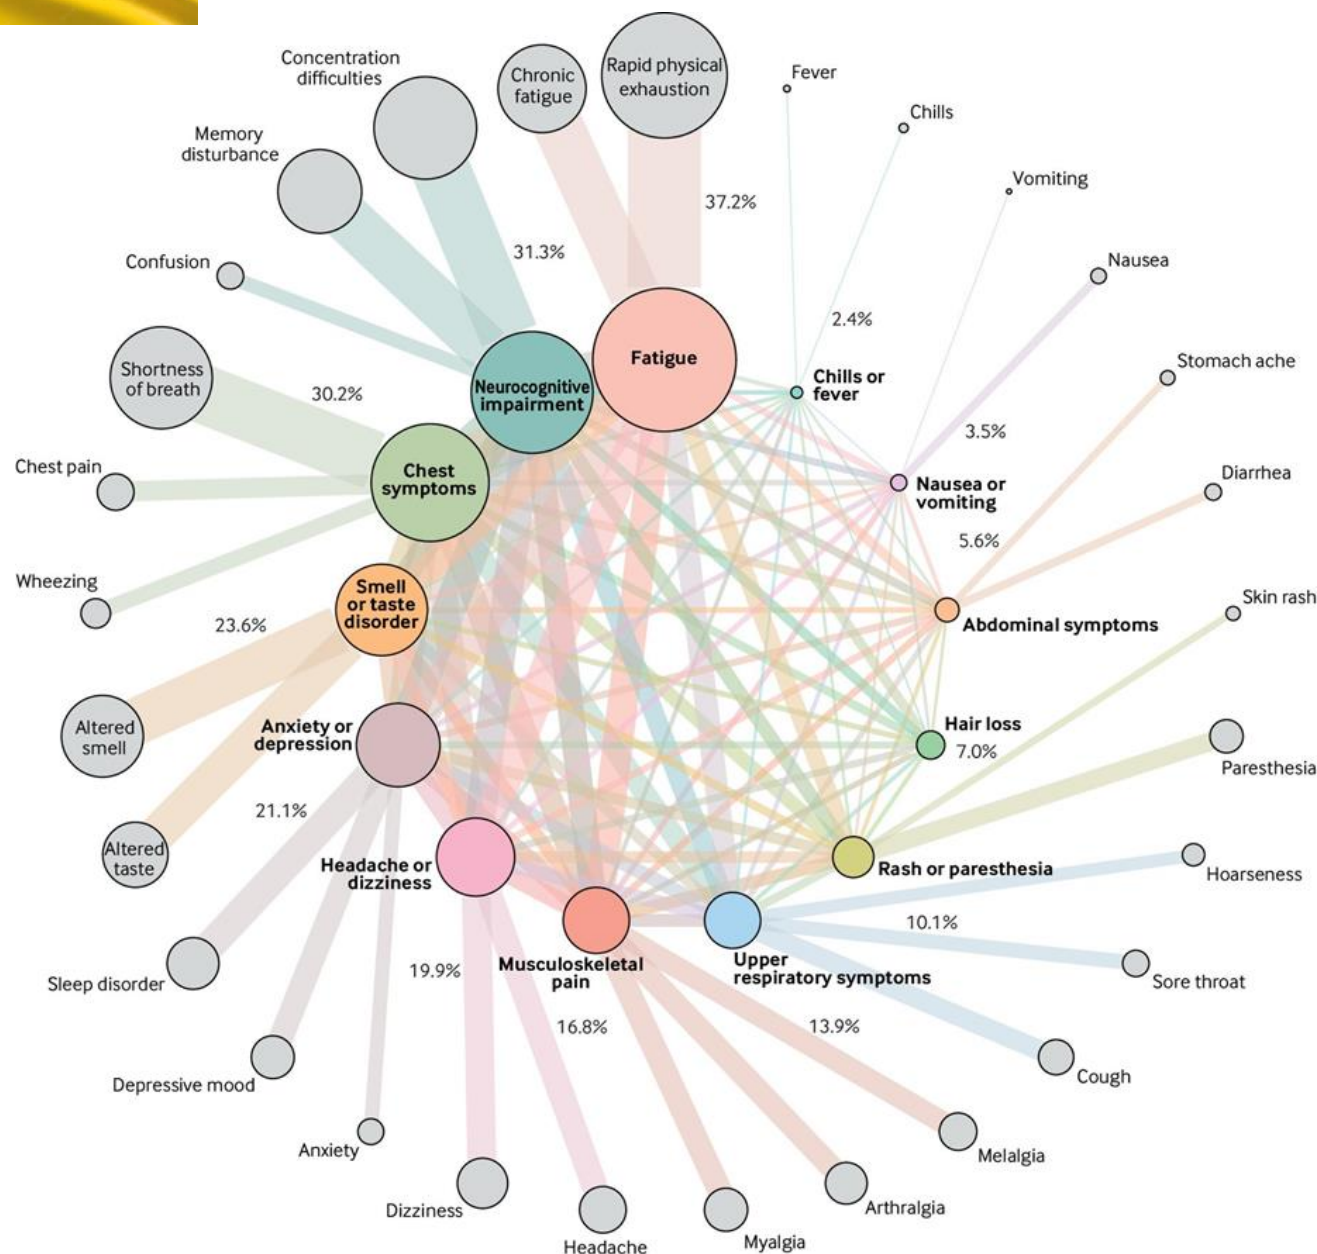 Concentration
difficulties
Chronic
fatigue
Rapid physical
exhaustion
Fever
Chills
Memory
disturbance
Vomiting
37.2%
31.3%
Confusion
Nausea
2.4%
Shortness
of breath
30.2%
Neurocognitive
impairment
Fatigue
Chills or
fever
Stomach ache
3.5%
Chest pain
Chest
symptoms
Nausea or
vomiting
Diarrhea
5.6%
Wheezing
Smell
or taste
disorder
23.6%
Abdominal symptoms
Skin rash
Altered
smell
Anxiety or
depression
Hair loss
7.0%
Paresthesia
21.1%
Altered
taste
Headache or
dizziness
Rash or paresthesia
Hoarseness
10.1%
Sleep disorder
19.9%
Musculoskeletal
pain
Upper
respiratory symptoms
Sore throat
16.8%
13.9%
Depressive mood
Cough
Anxiety
Melalgia
Dizziness
Arthralgia
Headache
Myalgia